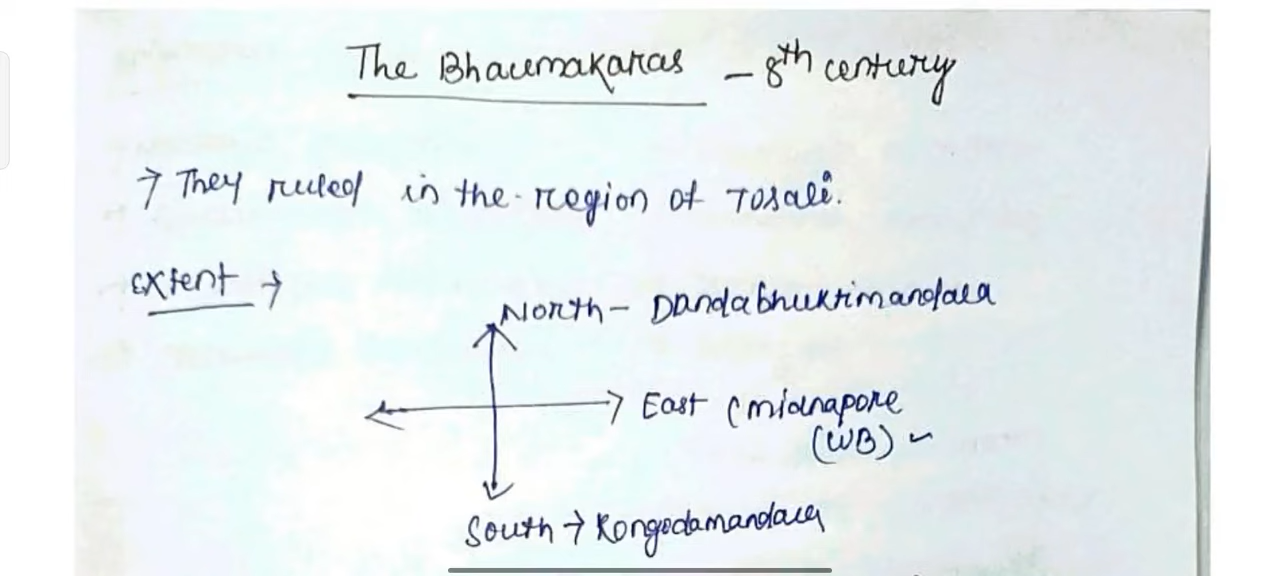 The Bhaumakaras - 8th century
→ They ruled in the region of Tosali.
Extent →
North - Dandabhuktimandala
East (midnapore
(WB)
South → Kongodamandala